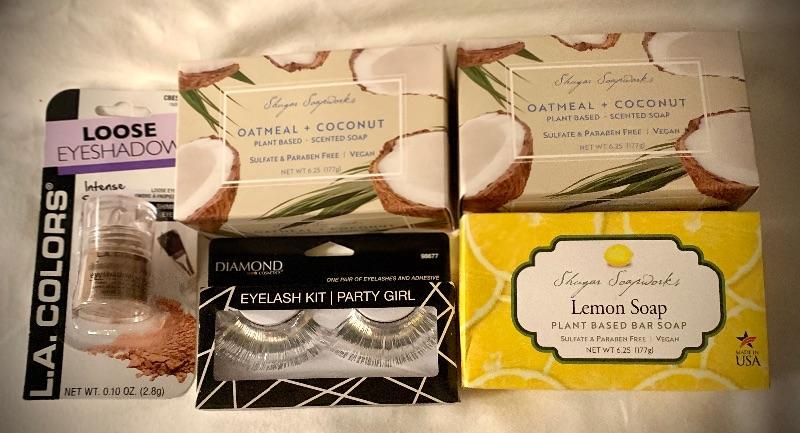 L.A. COLORS®
LOOSE
EYESHADOW
Intense
NET WT. 0.10 OZ. (2.8g)
Shugar Soapworks
OATMEAL + COCONUT
PLANT BASED · SCENTED SOAP
SULFATE & PARABEN FREE | VEGAN
NET WT 6.25 (177g)
Shugar Soapworks
OATMEAL + COCONUT
PLANT BASED · SCENTED SOAP
SULFATE & PARABEN FREE | VEGAN
NET WT 6.25 (177g)
DIAMOND
COSMETICS
98677
ONE PAIR OF EYELASHES AND ADHESIVE
EYELASH KIT | PARTY GIRL
Shugar Soapworks
Lemon Soap
PLANT BASED BAR SOAP
SULFATE & PARABEN FREE | VEGAN
NET WT 6.25 (177g)
MADE IN
USA